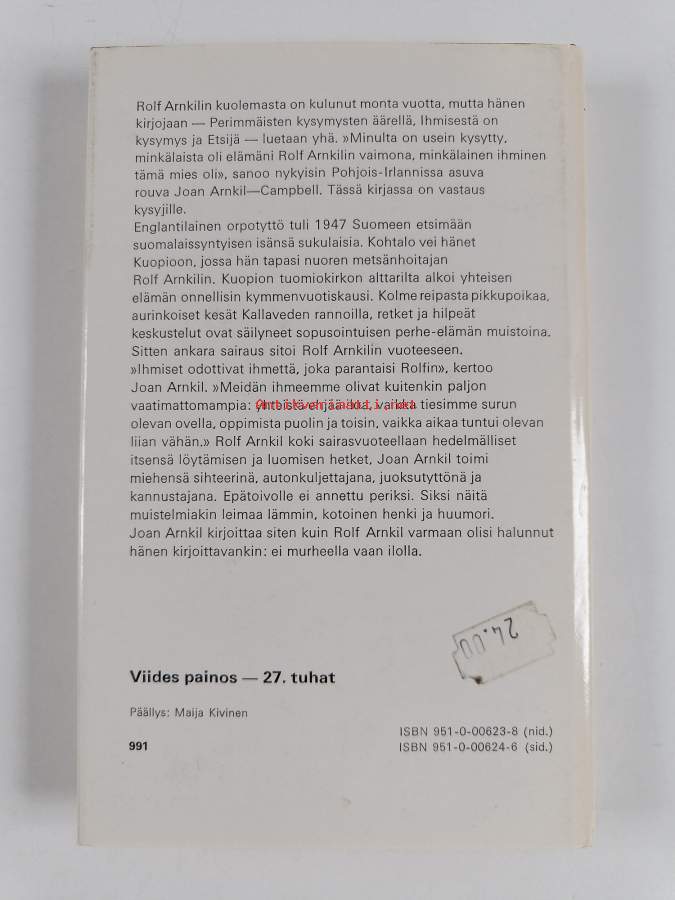 Rolf Arnkilin kuolemasta on kulunut monta vuotta, mutta hänen
kirjojaan — Perimmäisten kysymysten äärellä, Ihmisestä on
kysymys ja Etsijä — luetaan yhä. »Minulta on usein kysytty,
minkälaista oli elämäni Rolf Arnkilin vaimona, minkälainen ihminen
tämä mies oli», sanoo nykyisin Pohjois-Irlannissa asuva
rouva Joan Arnkil—Campbell. Tässä kirjassa on vastaus
kysyjille.
Englantilainen orpotyttö tuli 1947 Suomeen etsimään
suomalaissyntyisen isänsä sukulaisia. Kohtalo vei hänet
Kuopioon, jossa hän tapasi nuoren metsänhoitajan
Rolf Arnkilin. Kuopion tuomiokirkon alttarilta alkoi yhteisen
elämän onnellisin kymmenvuotiskausi. Kolme reipasta pikkupoikaa,
aurinkoiset kesät Kallaveden rannoilla, retket ja hilpeät
keskustelut ovat säilyneet sopusointuisen perhe-elämän muistoina.
Sitten ankara sairaus sitoi Rolf Arnkilin vuoteeseen.
»Ihmiset odottivat ihmettä, joka parantaisi Rolfin», kertoo
Joan Arnkil. »Meidän ihmeemme olivat kuitenkin paljon
vaatimattomampia: yhteistä arkea, iloa, vaikka tiesimme surun
olevan ovella, oppimista puolin ja toisin, vaikka aikaa tuntui olevan
liian vähän.» Rolf Arnkil koki sairasvuoteellaan hedelmälliset
itsensä löytämisen ja luomisen hetket, Joan Arnkil toimi
miehensä sihteerinä, autonkuljettajana, juoksutyttönä ja
kannustajana. Epätoivolle ei annettu periksi. Siksi näitä
muistelmiakin leimaa lämmin, kotoinen henki ja huumori.
Joan Arnkil kirjoittaa siten kuin Rolf Arnkil varmaan olisi halunnut
hänen kirjoittavankin: ei murheella vaan ilolla.
24.00
Viides painos — 27. tuhat
Päällys: Maija Kivinen
ISBN 951-0-00623-8 (nid.)
991
ISBN 951-0-00624-6 (sid.)